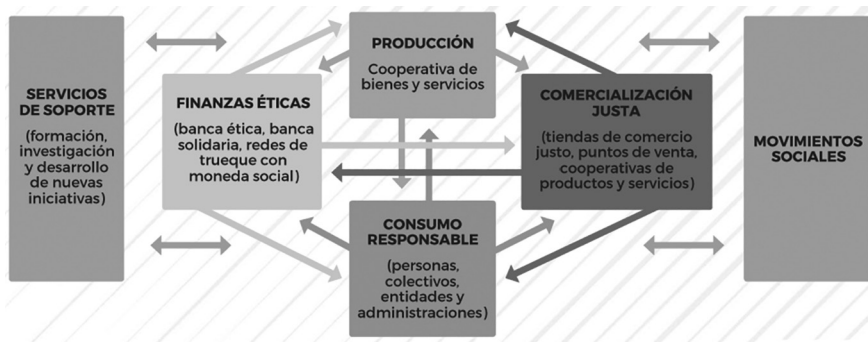 SERVICIOS
DE SOPORTE
(formación,
investigación
y desarrollo
de nuevas
iniciativas)
FINANZAS ÉTICAS
(banca ética, banca
solidaria, redes de
trueque con
moneda social)
PRODUCCIÓN
Cooperativa de
bienes y servicios
CONSUMO
RESPONSABLE
(personas,
colectivos,
entidades y
administraciones)
COMERCIALIZACIÓN
JUSTA
(tiendas de comercio
justo, puntos de venta,
cooperativas de
productos y servicios)
MOVIMIENTOS
SOCIALES